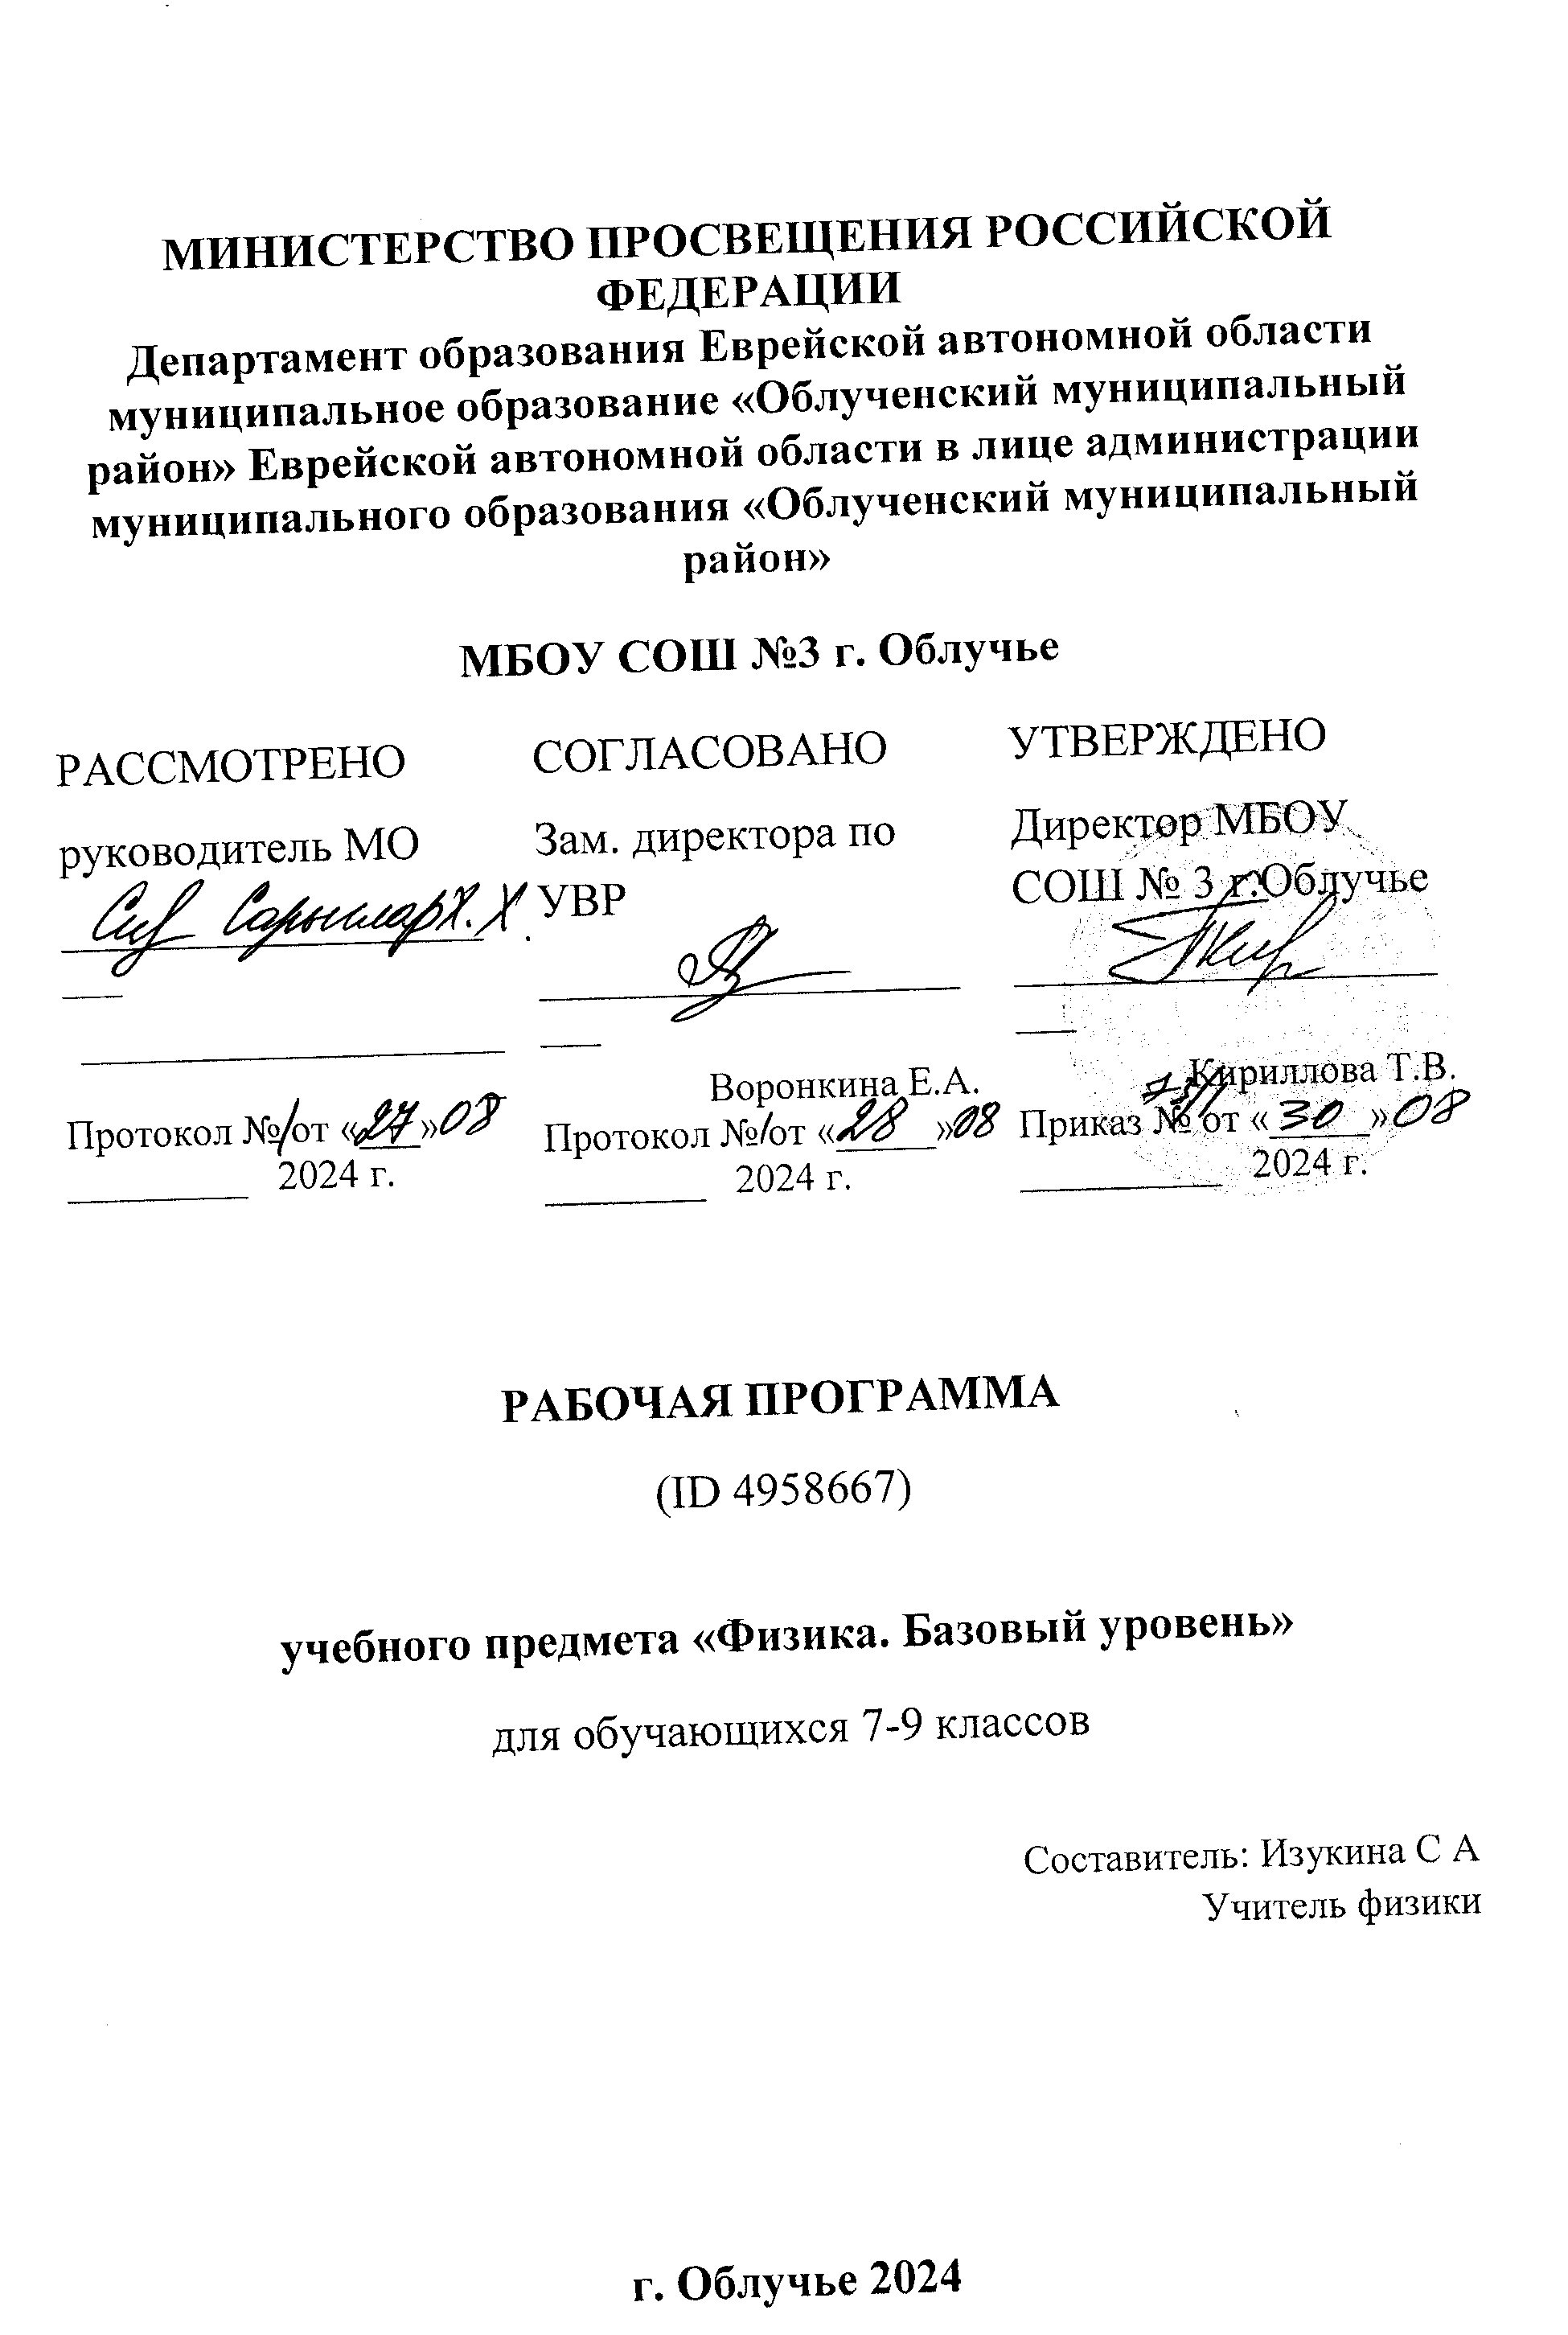 МИНИСТЕРСТВО ПРОСВЕЩЕНИЯ РОССИЙСКОЙ
ФЕДЕРАЦИИ
Департамент образования Еврейской автономной области
муниципальное образование «Облученский муниципальный
район» Еврейской автономной области в лице администрации
муниципального образования «Облученский муниципальный
район»
МБОУ СОШ №3 г. Облучье
РАССМОТРЕНО
руководитель МО
Х.Х
Протокол №1от «27»08
2024 г.
СОГЛАСОВАНО
Зам. директора по
УВР
Воронкина Е.А.
Протокол №1от «28»08
2024 г.
УТВЕРЖДЕНО
Директор МБОУ
СОШ № 3 г.Облучье
Кириллова Т.В.
Приказ № от «30»08
2024 г.
РАБОЧАЯ ПРОГРАММА
(ID 4958667)
учебного предмета «Физика. Базовый уровень»
для обучающихся 7-9 классов
Составитель: Изукина С А
Учитель физики
г. Облучье 2024